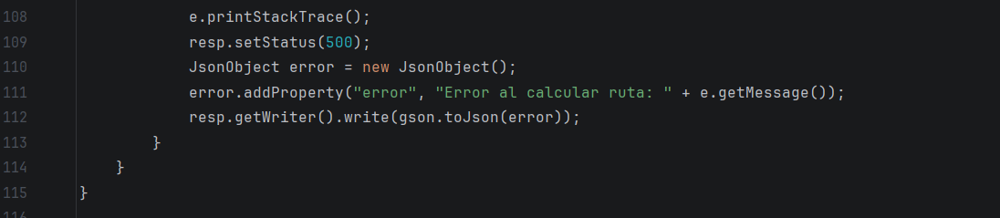 108 e.printStackTrace();
109 resp.setStatus(500);
110 JsonObject error = new JsonObject();
111 error.addProperty("error", "Error al calcular ruta: " + e.getMessage());
112 resp.getWriter().write(gson.toJson(error));
113 }
114 }
115 }
116